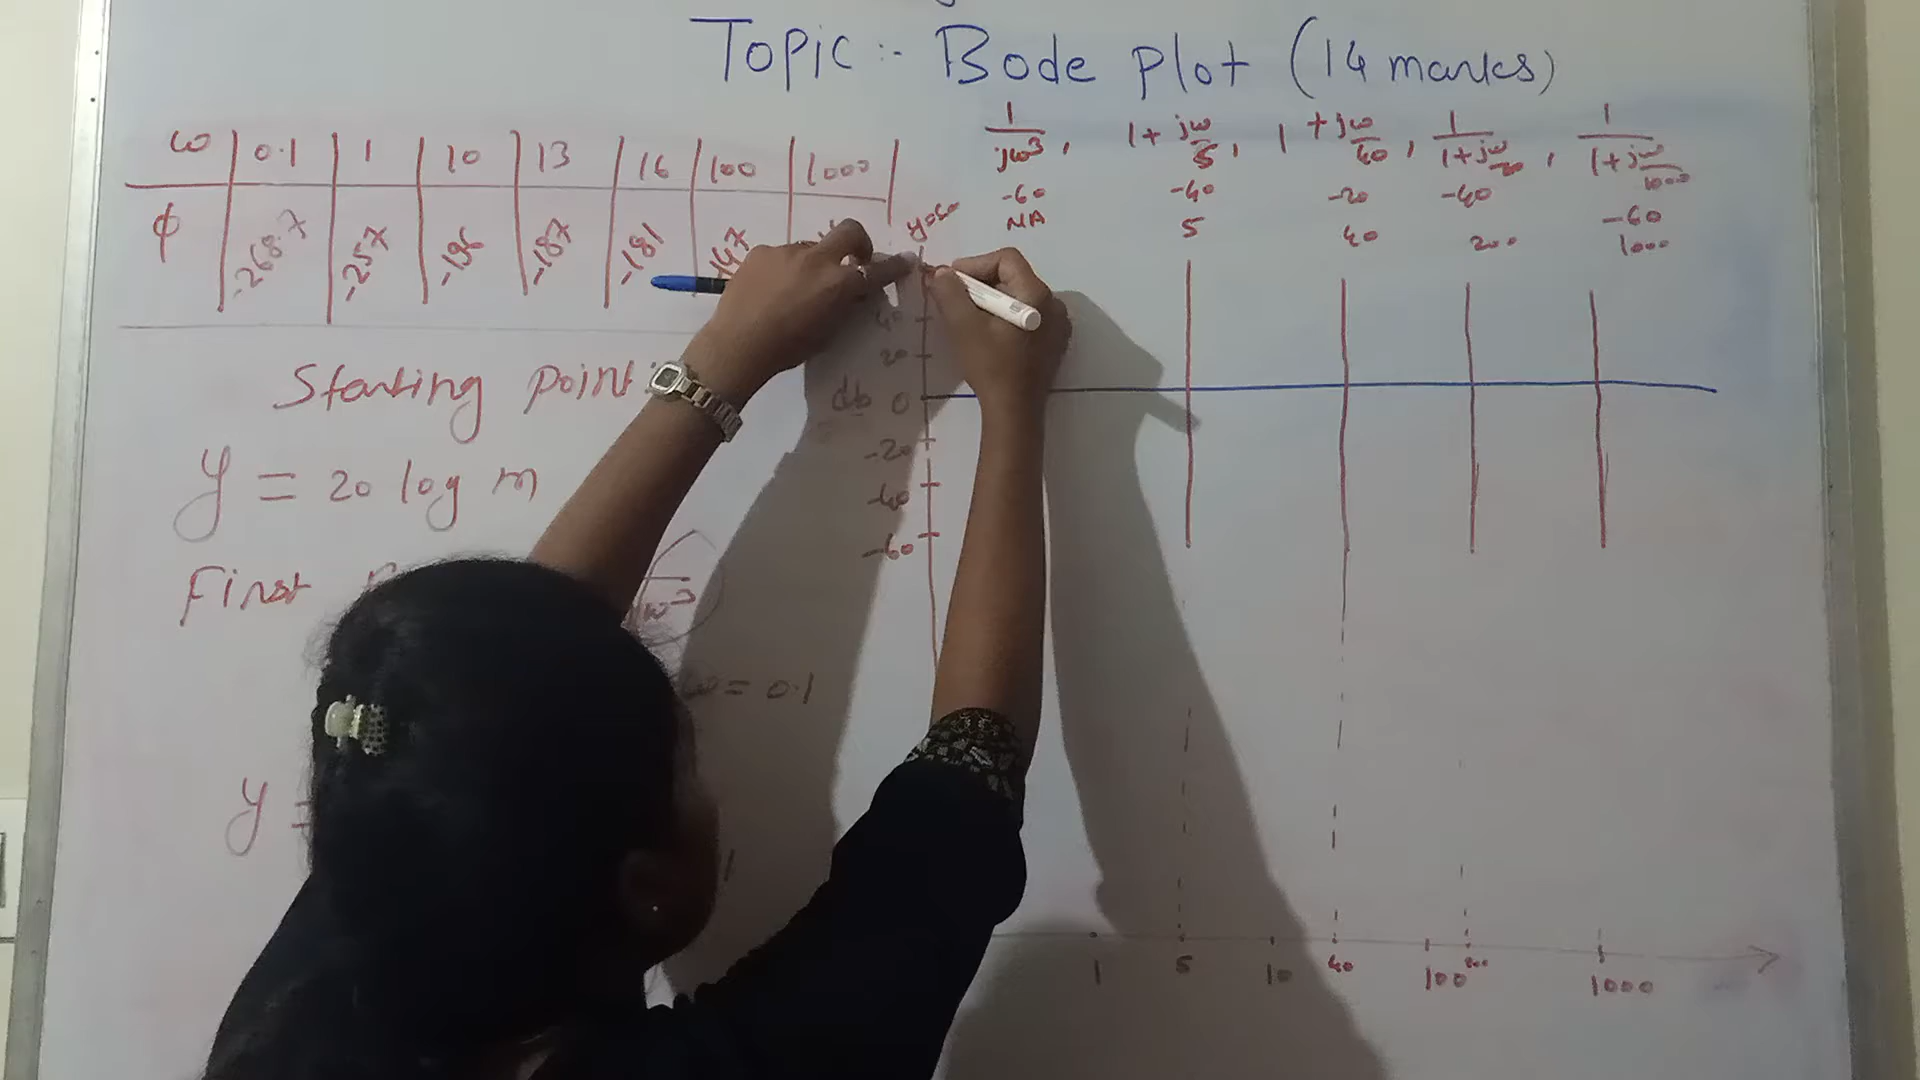 Topic :- Bode plot (14 marks)
ω 0.1 1 10 13 16 100 1000
ϕ -268.7 -257 -196 -187 -181 -147
1/jω³, 1+jω/5, 1+jω/40, 1/1+jω/200, 1/1+jω/1000
-60 -40 -20 -40 -60
NA 5 40 200 1000
Starting point:
y = 20 log m
First
ω³
ω = 0.1
y =
y=60
40
20
db 0
-20
-40
-60
1 5 10 40 100 200 1000